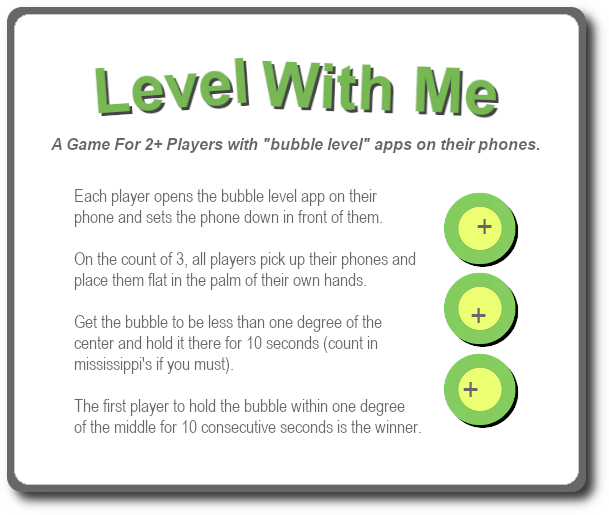 Level With Me
A Game For 2+ Players with "bubble level" apps on their phones.
Each player opens the bubble level app on their
phone and sets the phone down in front of them.
On the count of 3, all players pick up their phones and
place them flat in the palm of their own hands.
Get the bubble to be less than one degree of the
center and hold it there for 10 seconds (count in
mississippi's if you must).
The first player to hold the bubble within one degree
of the middle for 10 consecutive seconds is the winner.